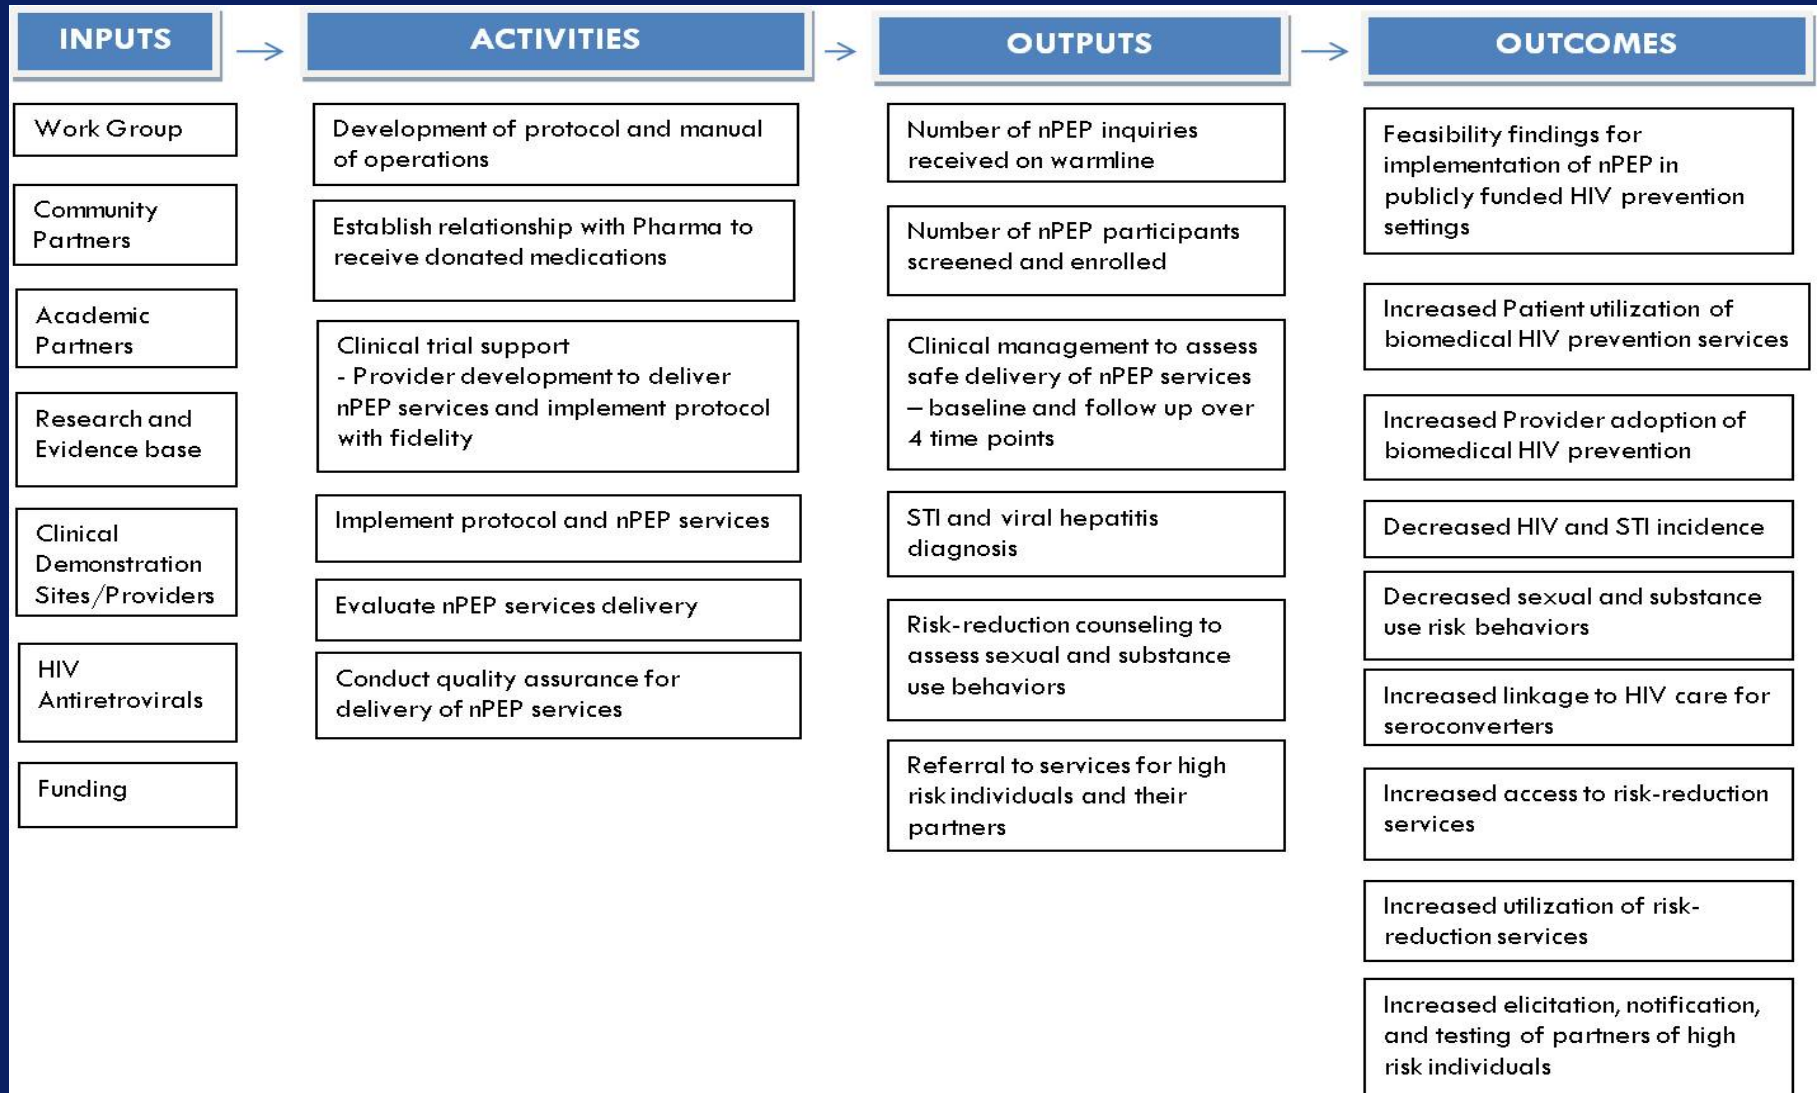 INPUTS
ACTIVITIES
OUTPUTS
OUTCOMES
Work Group
Community
Partners
Academic
Partners
Research and
Evidence base
Clinical
Demonstration
Sites/Providers
HIV
Antiretrovirals
Funding
Development of protocol and manual
of operations
Establish relationship with Pharma to
receive donated medications
Clinical trial support
- Provider development to deliver
nPEP services and implement protocol
with fidelity
Implement protocol and nPEP services
Evaluate nPEP services delivery
Conduct quality assurance for
delivery of nPEP services
Number of nPEP inquiries
received on warmline
Number of nPEP participants
screened and enrolled
Clinical management to assess
safe delivery of nPEP services
– baseline and follow up over
4 time points
STI and viral hepatitis
diagnosis
Risk-reduction counseling to
assess sexual and substance
use behaviors
Referral to services for high
risk individuals and their
partners
Feasibility findings for
implementation of nPEP in
publicly funded HIV prevention
settings
Increased Patient utilization of
biomedical HIV prevention services
Increased Provider adoption of
biomedical HIV prevention
Decreased HIV and STI incidence
Decreased sexual and substance
use risk behaviors
Increased linkage to HIV care for
seroconverters
Increased access to risk-reduction
services
Increased utilization of risk-
reduction services
Increased elicitation, notification,
and testing of partners of high
risk individuals